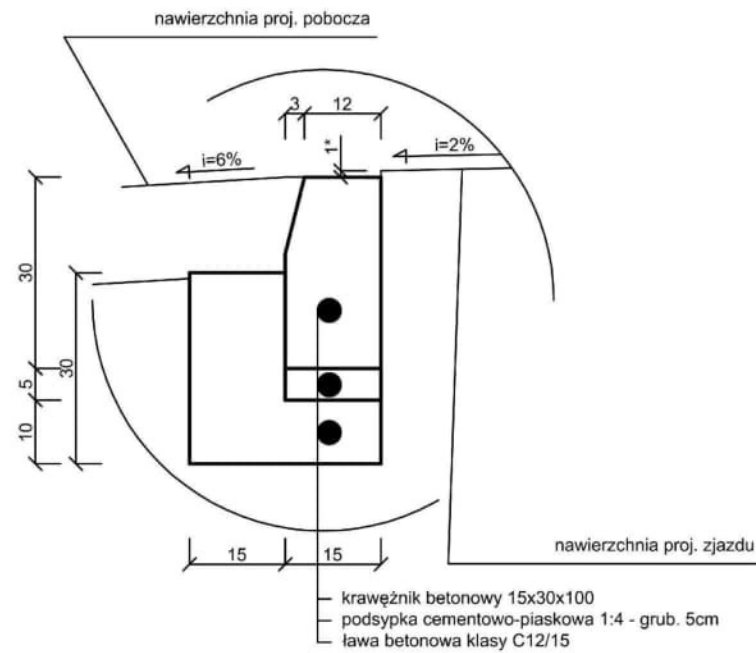 nawierzchnia proj. pobocza
3 12
i=6%
1*
i=2%
30
30
5
10
15 15
nawierzchnia proj. zjazdu
krawężnik betonowy 15x30x100
podsypka cementowo-piaskowa 1:4 - grub. 5cm
ława betonowa klasy C12/15